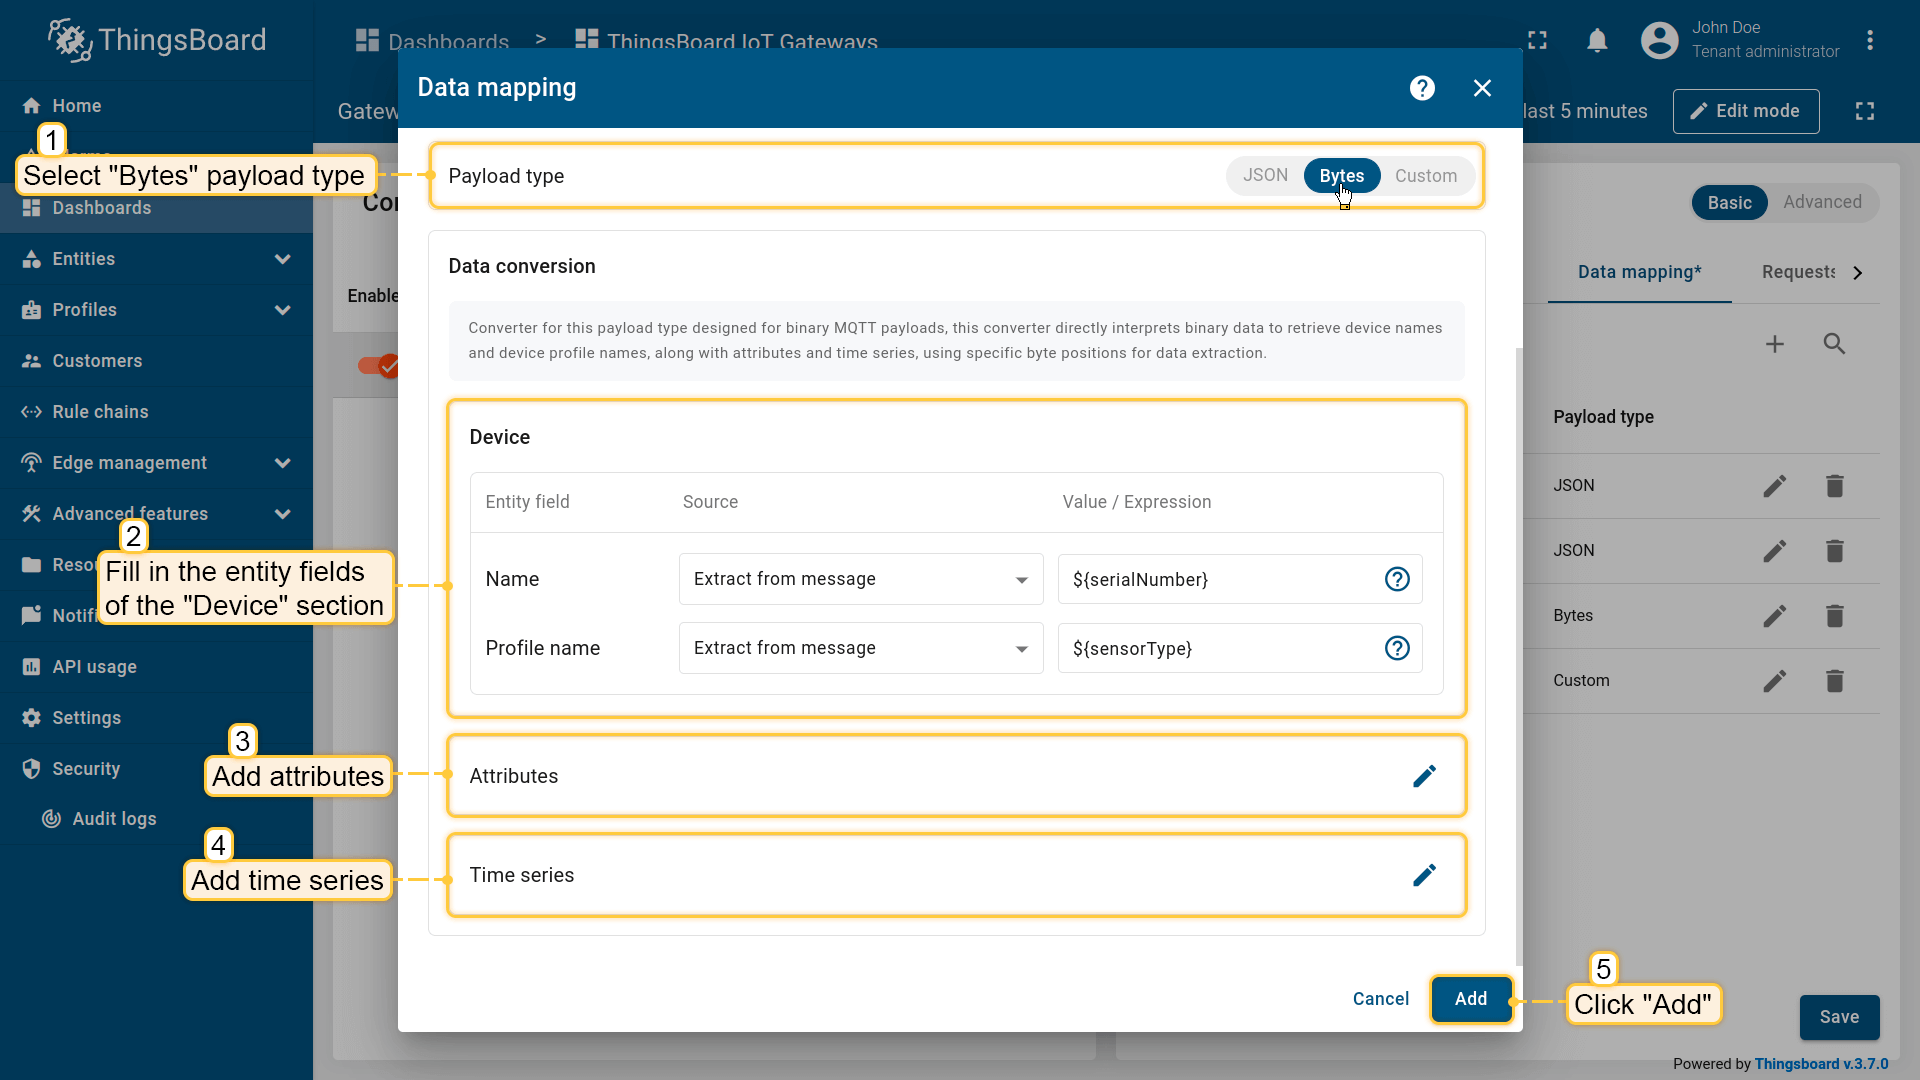 ThingsBoard
Dashboards > ThingsBoard IoT Gateways
John Doe
Tenant administrator
Home
Data mapping
last 5 minutes
Edit mode
1
Select "Bytes" payload type
Payload type
JSON
Bytes
Custom
Dashboards
Basic
Advanced
Entities
Data conversion
Data mapping*
Requests
Profiles
Converter for this payload type designed for binary MQTT payloads, this converter directly interprets binary data to retrieve device names
and device profile names, along with attributes and time series, using specific byte positions for data extraction.
Customers
Rule chains
Payload type
Edge management
Device
Entity field
Source
Value / Expression
JSON
Advanced features
2
Fill in the entity fields
of the "Device" section
Name
Extract from message
${serialNumber}
JSON
Bytes
Profile name
Extract from message
${sensorType}
API usage
Custom
Settings
3
Add attributes
Security
Attributes
Audit logs
4
Add time series
Time series
5
Click "Add"
Cancel
Add
Save
Powered by Thingsboard v.3.7.0